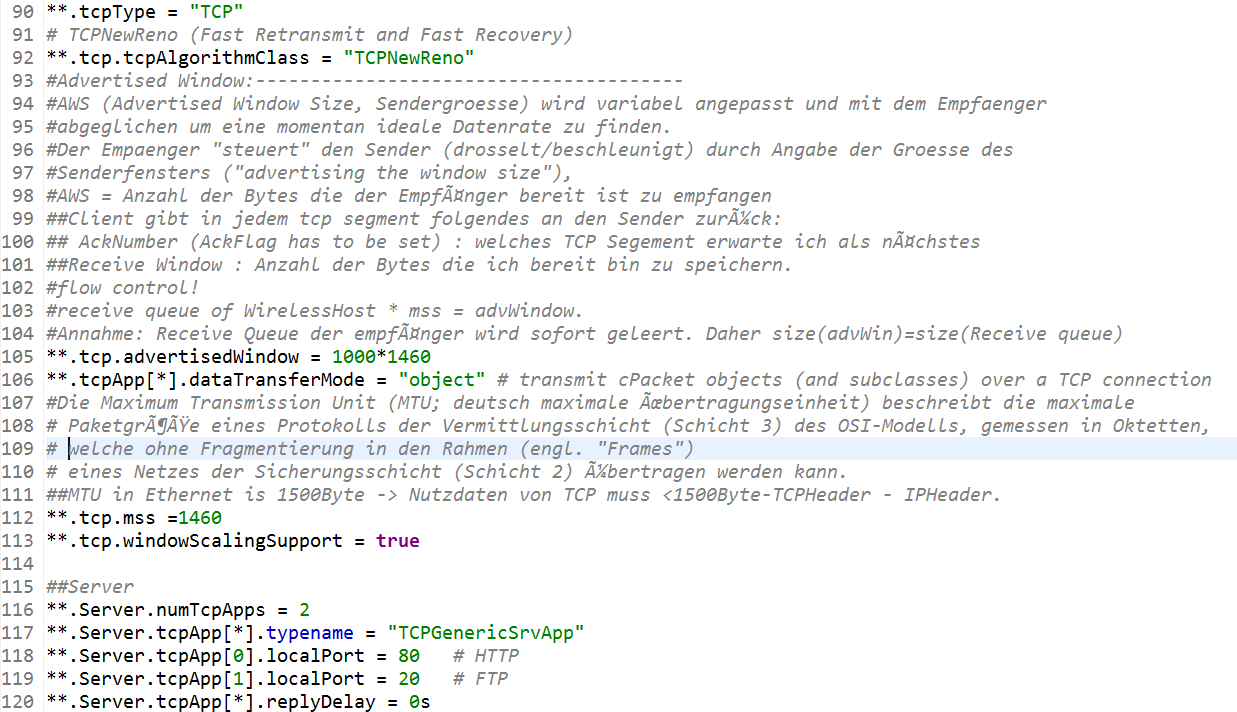 90 **.tcpType = "TCP"
91 # TCPNewReno (Fast Retransmit and Fast Recovery)
92 **.tcp.tcpAlgorithmClass = "TCPNewReno"
93 #Advertised Window:---------------------------------------
94 #AWS (Advertised Window Size, Sendergroesse) wird variabel angepasst und mit dem Empfaenger
95 #abgeglichen um eine momentan ideale Datenrate zu finden.
96 #Der Empaenger "steuert" den Sender (drosselt/beschleunigt) durch Angabe der Groesse des
97 #Senderfensters ("advertising the window size"),
98 #AWS = Anzahl der Bytes die der EmpfÃ¤nger bereit ist zu empfangen
99 ##Client gibt in jedem tcp segment folgendes an den Sender zurÃ¼ck:
100 ## AckNumber (AckFlag has to be set) : welches TCP Segement erwarte ich als nÃ¤chstes
101 ##Receive Window : Anzahl der Bytes die ich bereit bin zu speichern.
102 #flow control!
103 #receive queue of WirelessHost * mss = advWindow.
104 #Annahme: Receive Queue der empfÃ¤nger wird sofort geleert. Daher size(advWin)=size(Receive queue)
105 **.tcp.advertisedWindow = 1000*1460
106 **.tcpApp[*].dataTransferMode = "object" # transmit cPacket objects (and subclasses) over a TCP connection
107 #Die Maximum Transmission Unit (MTU; deutsch maximale Ãœbertragungseinheit) beschreibt die maximale
108 # PaketgrÃ¶ÃŸe eines Protokolls der Vermittlungsschicht (Schicht 3) des OSI-Modells, gemessen in Oktetten,
109 # welche ohne Fragmentierung in den Rahmen (engl. "Frames")
110 # eines Netzes der Sicherungsschicht (Schicht 2) Ã¼bertragen werden kann.
111 ##MTU in Ethernet is 1500Byte -> Nutzdaten von TCP muss <1500Byte-TCPHeader - IPHeader.
112 **.tcp.mss =1460
113 **.tcp.windowScalingSupport = true
114
115 ##Server
116 **.Server.numTcpApps = 2
117 **.Server.tcpApp[*].typename = "TCPGenericSrvApp"
118 **.Server.tcpApp[0].localPort = 80   # HTTP
119 **.Server.tcpApp[1].localPort = 20   # FTP
120 **.Server.tcpApp[*].replyDelay = 0s